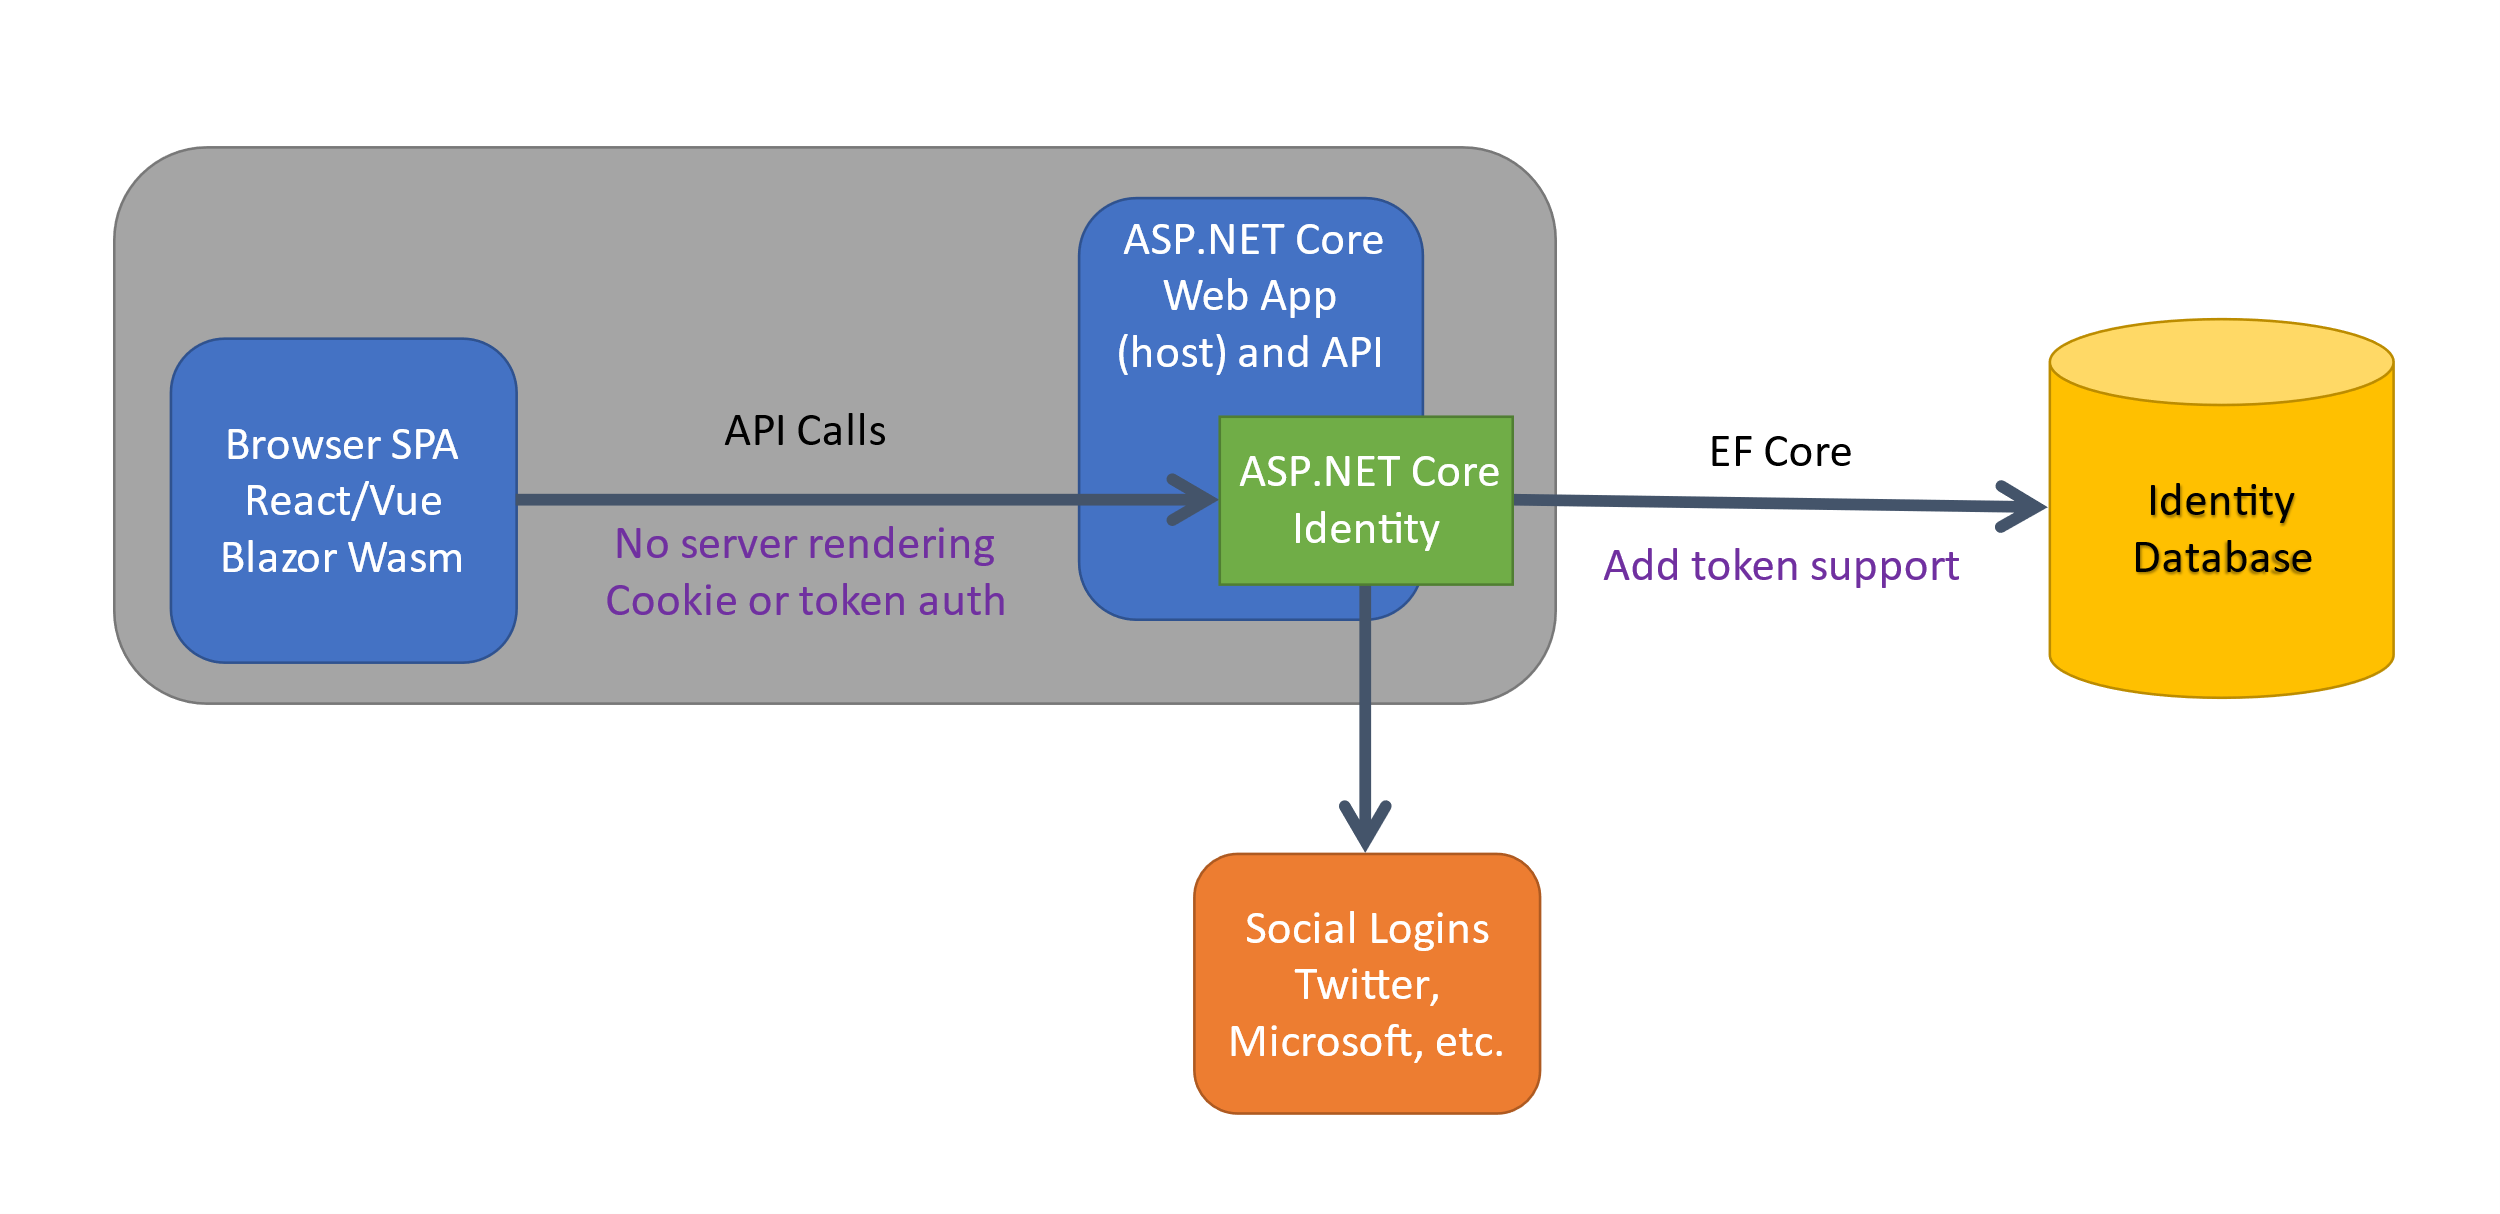 Browser SPA
React/Vue
Blazor Wasm
API Calls
No server rendering
Cookie or token auth
ASP.NET Core
Web App
(host) and API
ASP.NET Core
Identity
EF Core
Add token support
Identity
Database
Social Logins
Twitter,
Microsoft, etc.